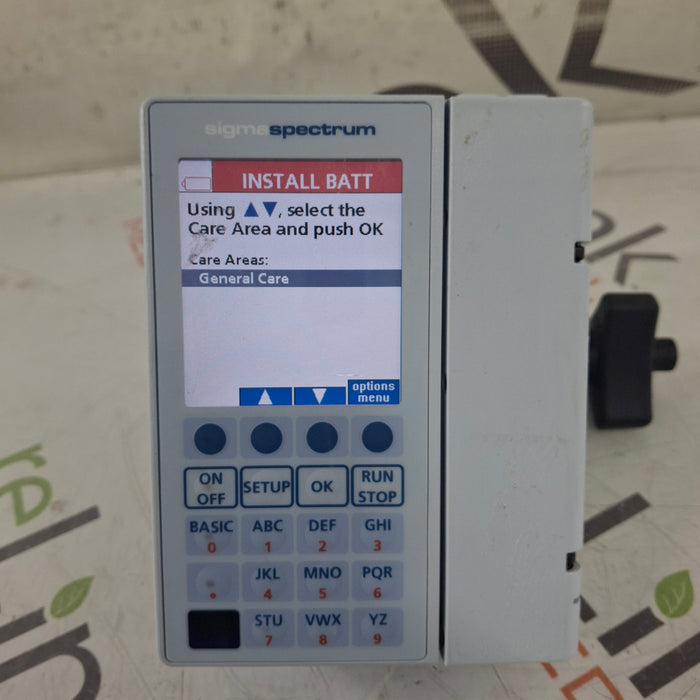 sigmaspectrum
INSTALL BATT
Using ▲▼, select the
Care Area and push OK
Care Areas:
General Care
options
menu
ON
OFF
SETUP
OK
RUN
STOP
BASIC ABC DEF GHI
0 1 2 3
JKL MNO PQR
. 4 5 6
STU VWX YZ
7 8 9